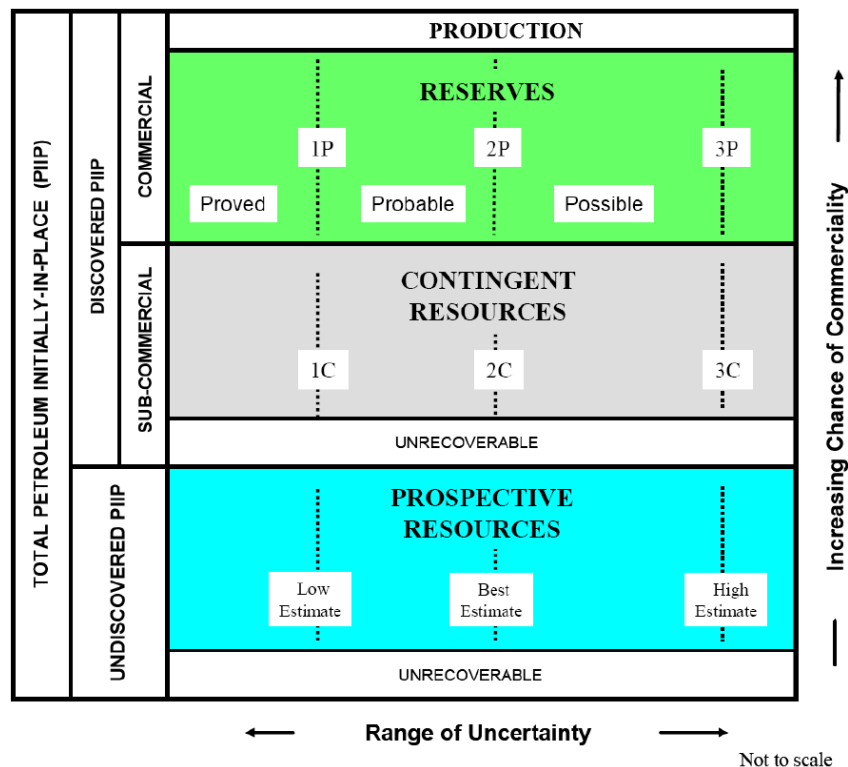 PRODUCTION
RESERVES
1P
2P
3P
Proved
Probable
Possible
CONTINGENT
RESOURCES
1C
2C
3C
UNRECOVERABLE
PROSPECTIVE
RESOURCES
Low
Estimate
Best
Estimate
High
Estimate
UNRECOVERABLE
TOTAL PETROLEUM INITIALLY-IN-PLACE (PIIP)
DISCOVERED PIIP
UNDISCOVERED PIIP
COMMERCIAL
SUB-COMMERCIAL
Increasing Chance of Commerciality
Range of Uncertainty
Not to scale